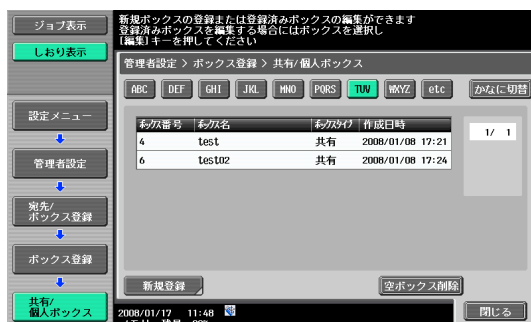 ジョブ表示
しおり表示
新規ボックスの登録または登録済みボックスの編集ができます
登録済みボックスを編集する場合にはボックスを選択し
[編集]キーを押してください
管理者設定 > ボックス登録 > 共有/個人ボックス
ABC DEF GHI JKL MNO PQRS TUV WXYZ etc かなに切替
設定メニュー
管理者設定
宛先/
ボックス登録
ボックス登録
共有/
個人ボックス
ボックス番号 ボックス名 ボックスタイプ 作成日時
4 test 共有 2008/01/08 17:21
6 test02 共有 2008/01/08 17:24
1/ 1
新規登録 空ボックス削除
2008/01/17 11:48
閉じる